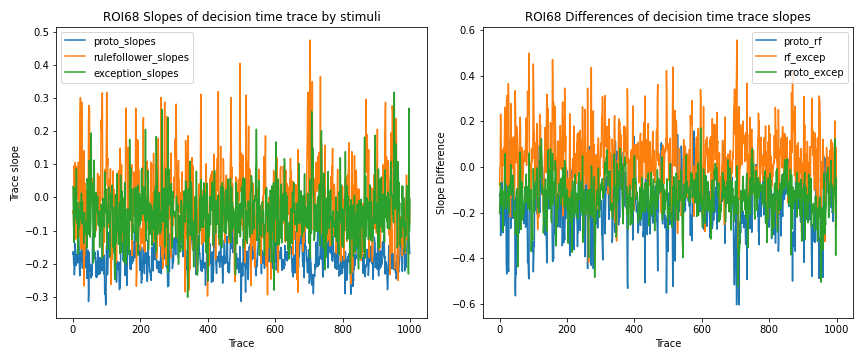 ROI68 Slopes of decision time trace by stimuli
proto_slopes
rulefollower_slopes
exception_slopes
Trace slope
0.5
0.4
0.3
0.2
0.1
0.0
−0.1
−0.2
−0.3
0
200
400
600
800
1000
Trace
ROI68 Differences of decision time trace slopes
proto_rf
rf_excep
proto_excep
Slope Difference
0.6
0.4
0.2
0.0
−0.2
−0.4
−0.6
0
200
400
600
800
1000
Trace